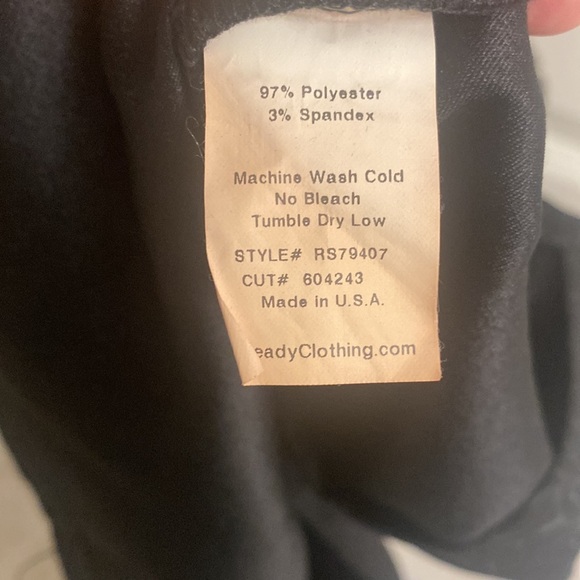 97% Polyester
3% Spandex
Machine Wash Cold
No Bleach
Tumble Dry Low
STYLE# RS79407
CUT# 604243
Made in U.S.A.
eadyClothing.com